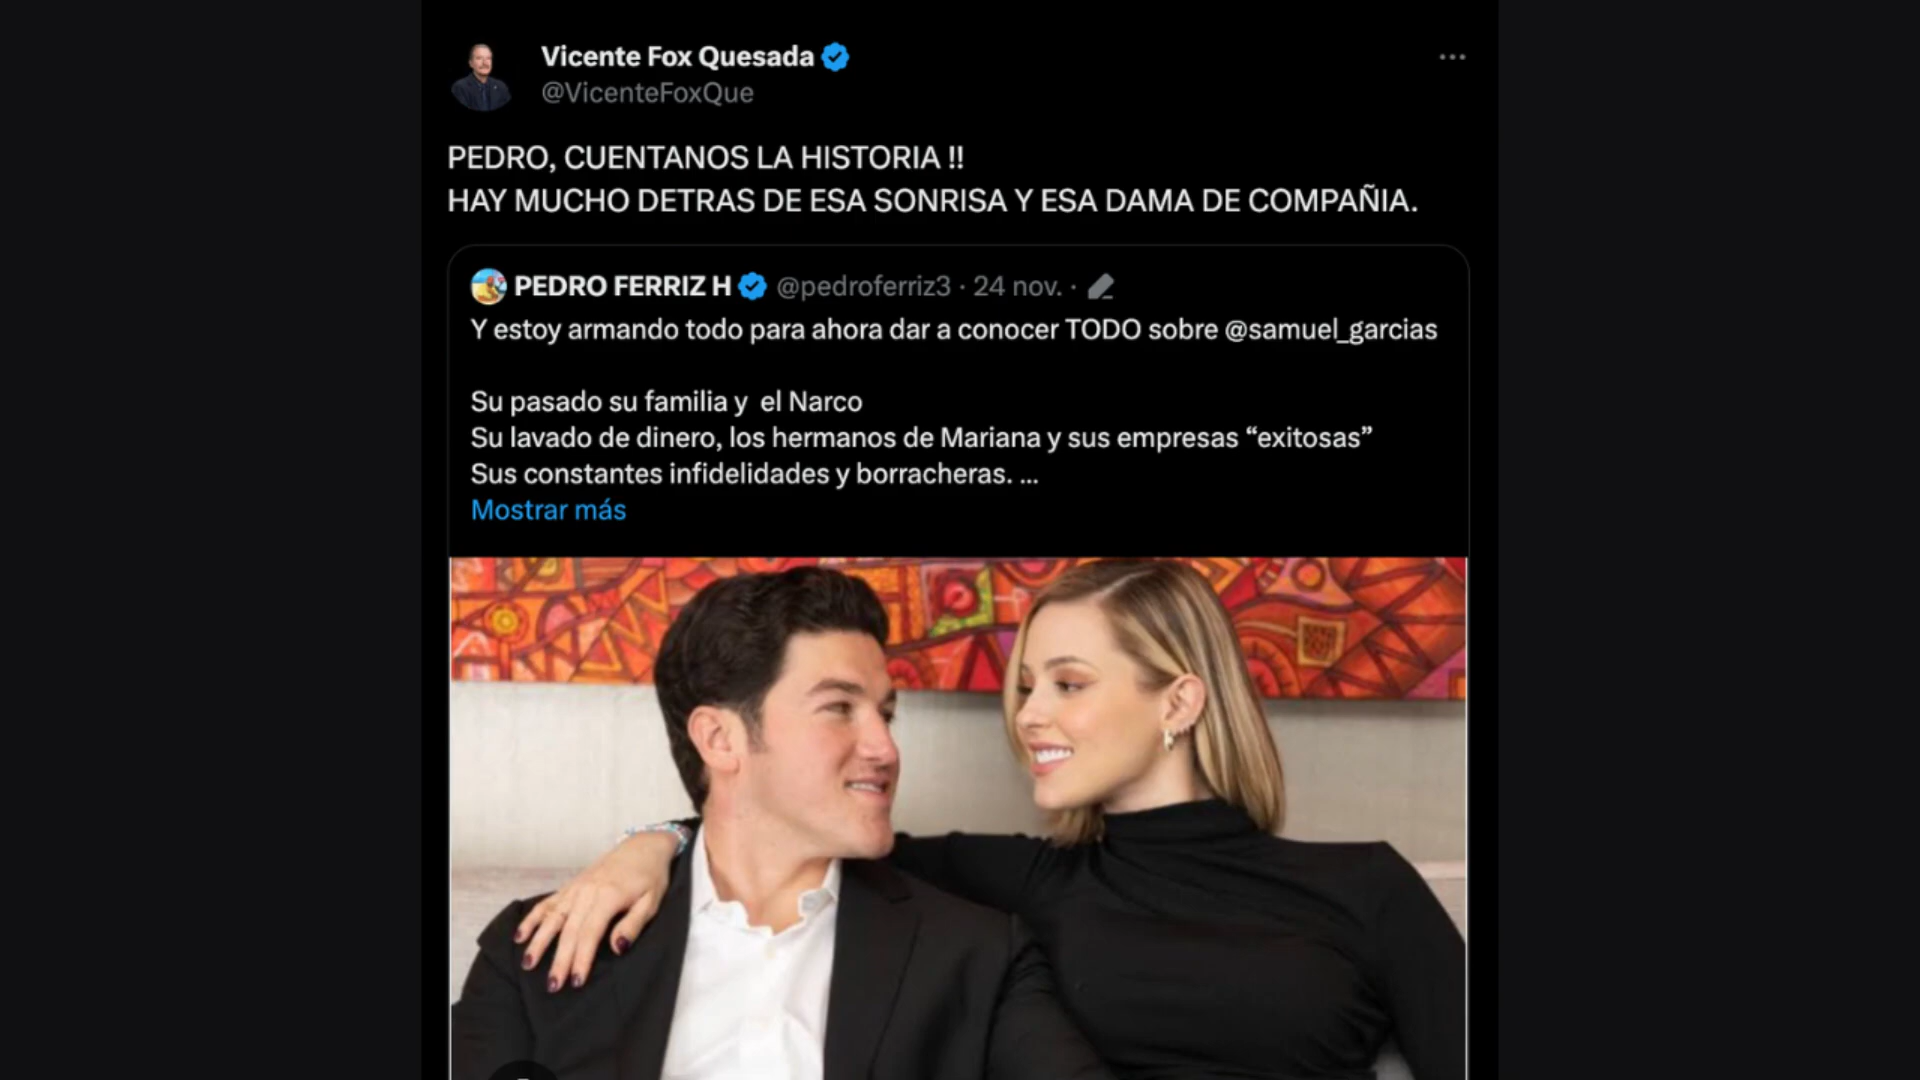 Vicente Fox Quesada
@VicenteFoxQue
PEDRO, CUENTANOS LA HISTORIA !!
HAY MUCHO DETRAS DE ESA SONRISA Y ESA DAMA DE COMPAÑIA.
PEDRO FERRIZ H @pedroferriz3 · 24 nov. ·
Y estoy armando todo para ahora dar a conocer TODO sobre @samuel_garcias
Su pasado su familia y  el Narco
Su lavado de dinero, los hermanos de Mariana y sus empresas “exitosas”
Sus constantes infidelidades y borracheras. ...
Mostrar más